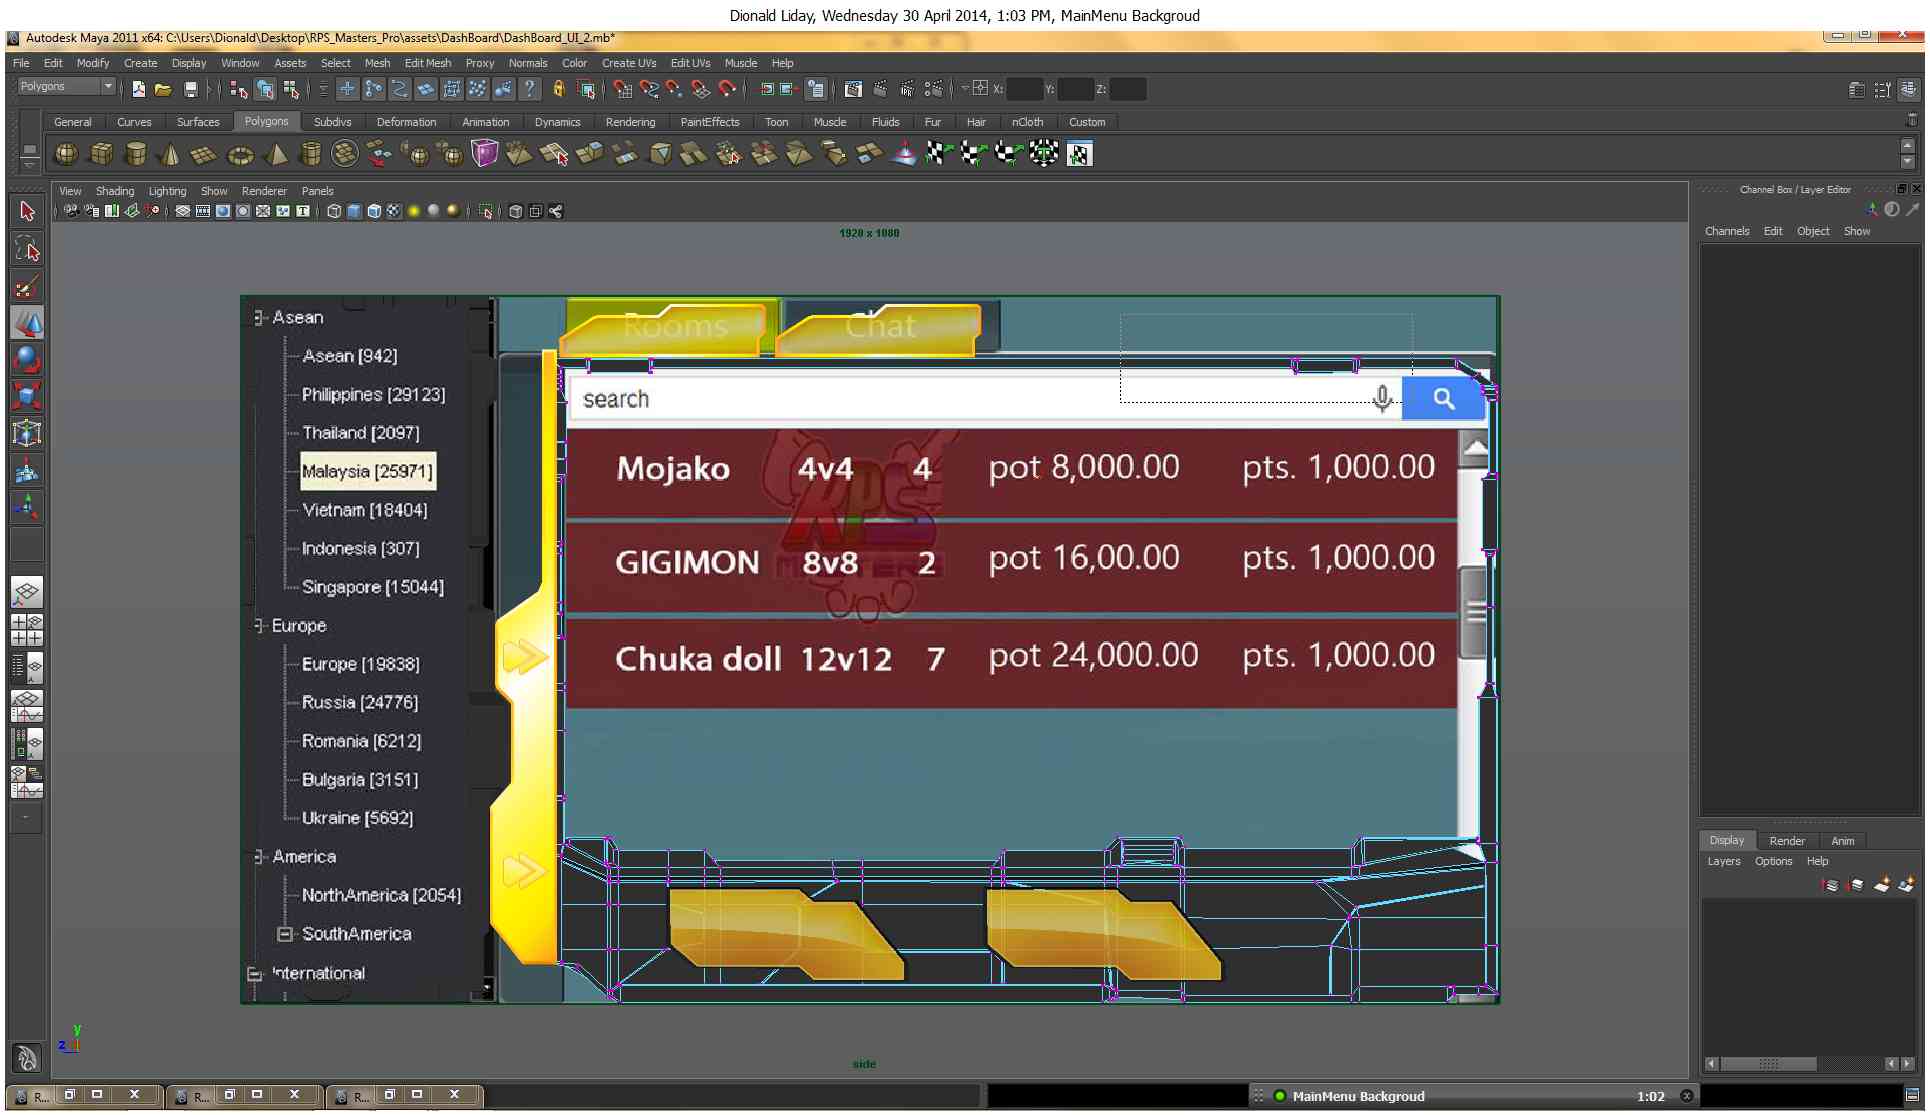 Dionald Liday, Wednesday 30 April 2014, 1:03 PM, MainMenu Backgroud
Autodesk Maya 2011 x64: C:\Users\Dionald\Desktop\RPS_Masters_Pro\assets\DashBoard\DashBoard_UI_2.mb*
File Edit Modify Create Display Window Assets Select Mesh Edit Mesh Proxy Normals Color Create UVs Edit UVs Muscle Help
Polygons X: Y: Z:
General Curves Surfaces Polygons Subdivs Deformation Animation Dynamics Rendering PaintEffects Toon Muscle Fluids Fur Hair nCloth Custom
View Shading Lighting Show Renderer Panels
Channel Box / Layer Editor
Channels Edit Object Show
1920 x 1080
Asean
Asean [942]
Philippines [29123]
Thailand [2097]
Malaysia [25971]
Vietnam [18404]
Indonesia [307]
Singapore [15044]
Europe
Europe [19838]
Russia [24776]
Romania [6212]
Bulgaria [3151]
Ukraine [5692]
America
NorthAmerica [2054]
SouthAmerica
International
Rooms Chat
search
Mojako 4v4 4 pot 8,000.00 pts. 1,000.00
GIGIMON 8v8 2 pot 16,00.00 pts. 1,000.00
Chuka doll 12v12 7 pot 24,000.00 pts. 1,000.00
RPS
MASTERS
Display Render Anim
Layers Options Help
y
z
side
R... R... R...
MainMenu Backgroud 1:02